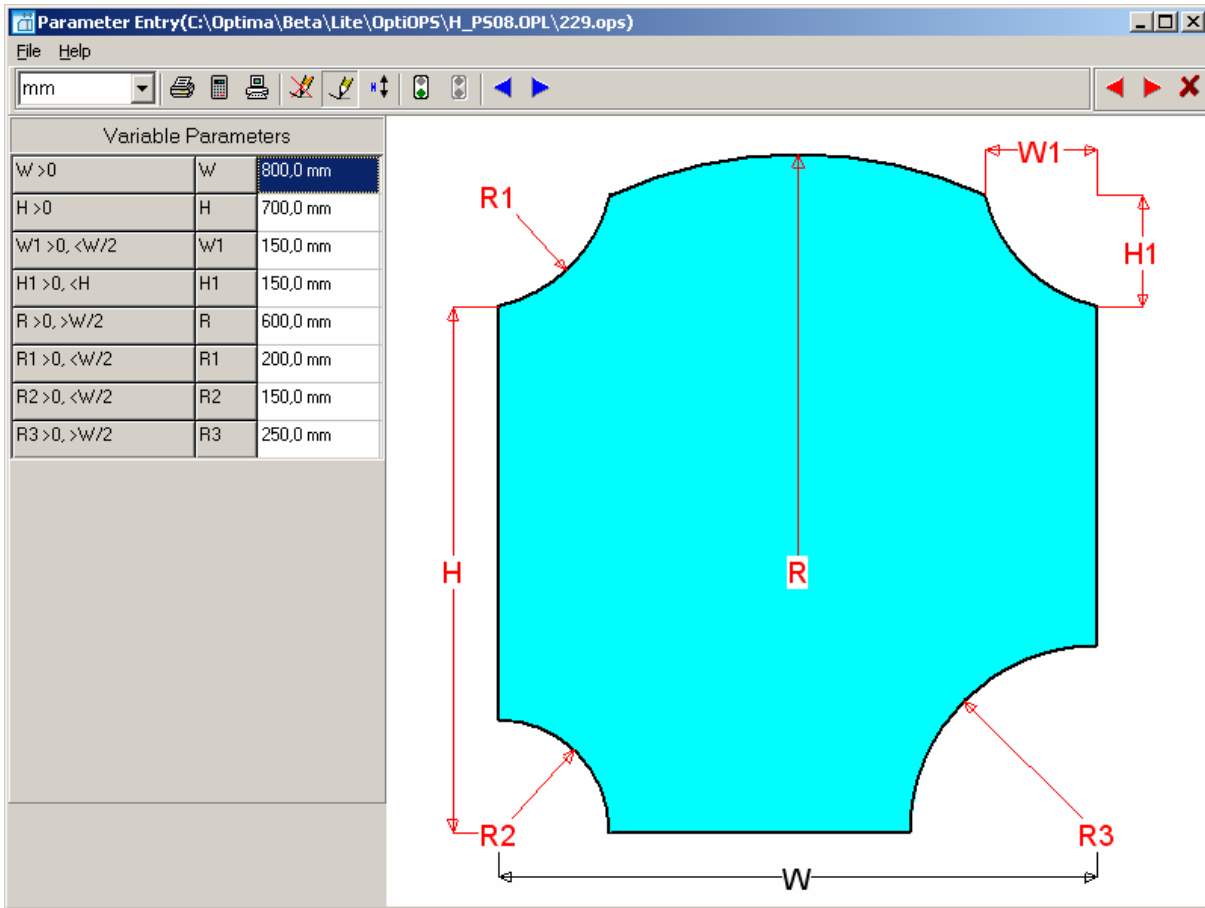 Parameter Entry(C:\Optima\Beta\Lite\OptiOPS\H_PS08.OPL\229.ops)
File Help
mm
Variable Parameters
W >0 W 800,0 mm
H >0 H 700,0 mm
W1 >0, <W/2 W1 150,0 mm
H1 >0, <H H1 150,0 mm
R >0, >W/2 R 600,0 mm
R1 >0, <W/2 R1 200,0 mm
R2 >0, <W/2 R2 150,0 mm
R3 >0, >W/2 R3 250,0 mm
W1
R1
H1
H
R
R2
R3
W